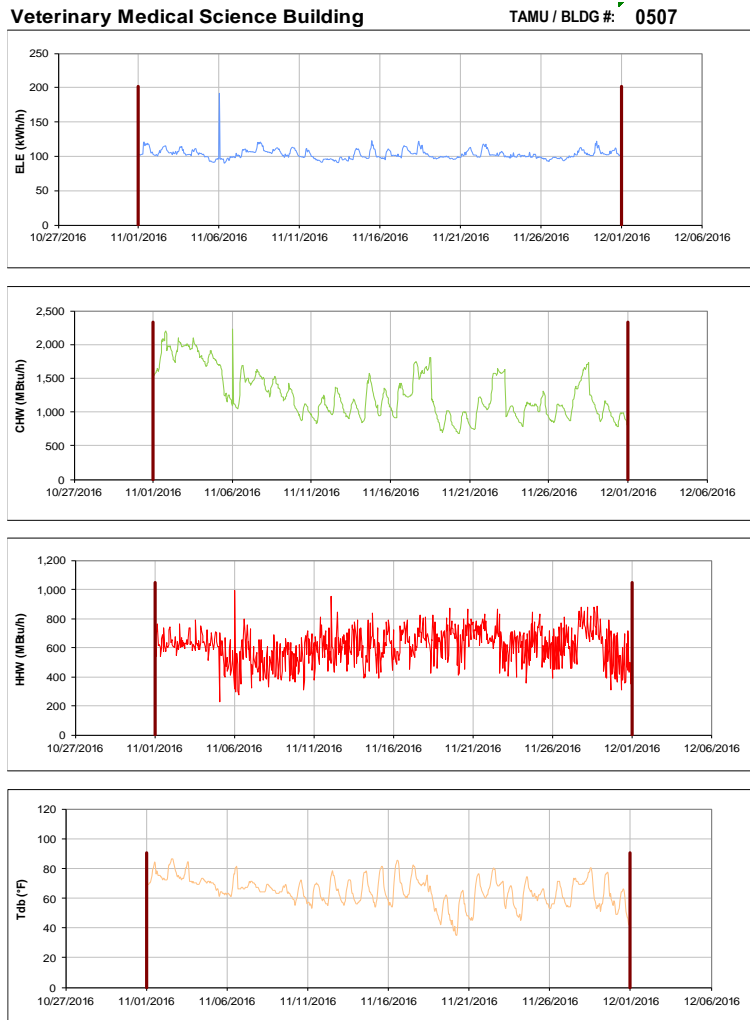 Veterinary Medical Science Building TAMU / BLDG #: 0507
ELE (kWh/h)
250
200
150
100
50
0
10/27/2016 11/01/2016 11/06/2016 11/11/2016 11/16/2016 11/21/2016 11/26/2016 12/01/2016 12/06/2016
CHW (MBtu/h)
2,500
2,000
1,500
1,000
500
0
10/27/2016 11/01/2016 11/06/2016 11/11/2016 11/16/2016 11/21/2016 11/26/2016 12/01/2016 12/06/2016
HHW (MBtu/h)
1,200
1,000
800
600
400
200
0
10/27/2016 11/01/2016 11/06/2016 11/11/2016 11/16/2016 11/21/2016 11/26/2016 12/01/2016 12/06/2016
Tdb (°F)
120
100
80
60
40
20
0
10/27/2016 11/01/2016 11/06/2016 11/11/2016 11/16/2016 11/21/2016 11/26/2016 12/01/2016 12/06/2016